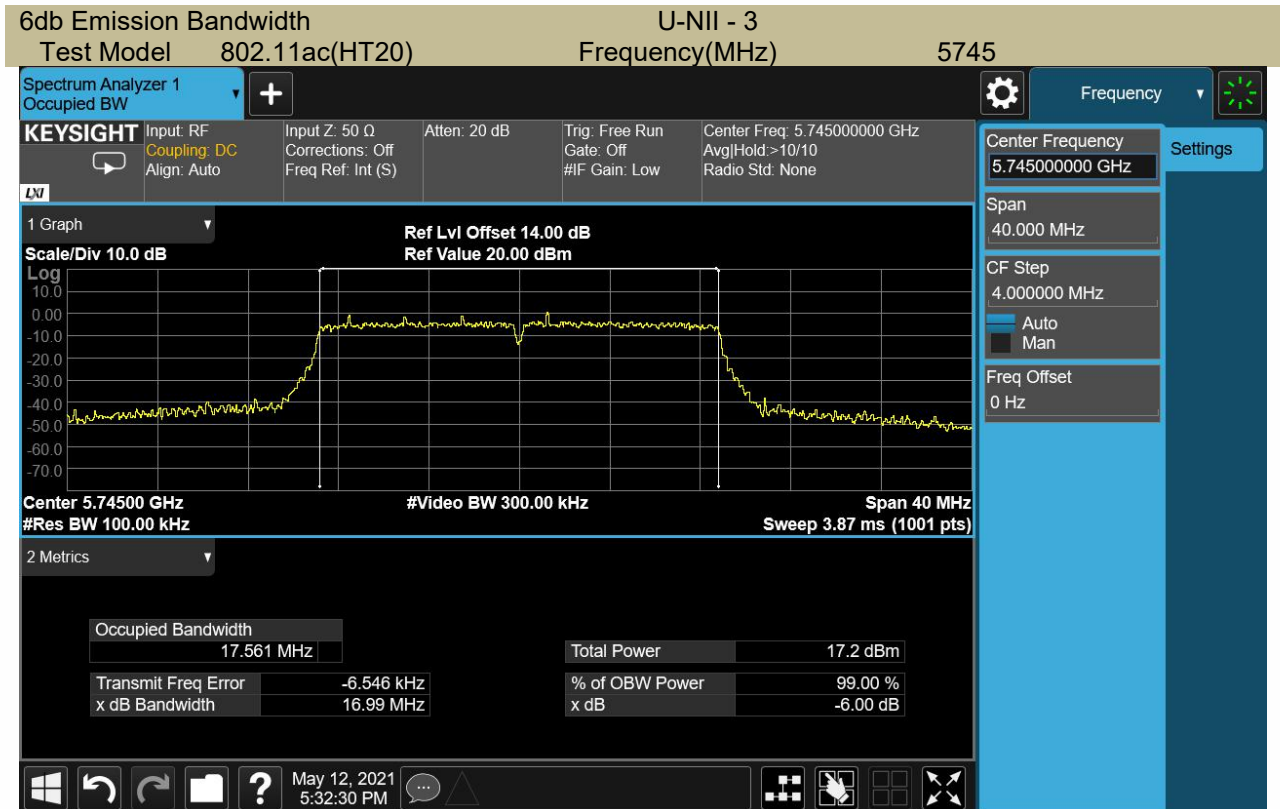 6db Emission Bandwidth U-NII - 3
Test Model 802.11ac(HT20) Frequency(MHz) 5745
Spectrum Analyzer 1
Occupied BW
+
Frequency
KEYSIGHT
LXI
Input: RF
Coupling: DC
Align: Auto
Input Z: 50 Ω
Corrections: Off
Freq Ref: Int (S)
Atten: 20 dB
Trig: Free Run
Gate: Off
#IF Gain: Low
Center Freq: 5.745000000 GHz
Avg|Hold:>10/10
Radio Std: None
Center Frequency
5.745000000 GHz
Settings
Span
40.000 MHz
CF Step
4.000000 MHz
Auto
Man
Freq Offset
0 Hz
1 Graph
Ref Lvl Offset 14.00 dB
Scale/Div 10.0 dB Ref Value 20.00 dBm
Log
10.0
0.00
-10.0
-20.0
-30.0
-40.0
-50.0
-60.0
-70.0
Center 5.74500 GHz #Video BW 300.00 kHz Span 40 MHz
#Res BW 100.00 kHz Sweep 3.87 ms (1001 pts)
2 Metrics
Occupied Bandwidth
17.561 MHz Total Power 17.2 dBm
Transmit Freq Error -6.546 kHz % of OBW Power 99.00 %
x dB Bandwidth 16.99 MHz x dB -6.00 dB
?
May 12, 2021
5:32:30 PM